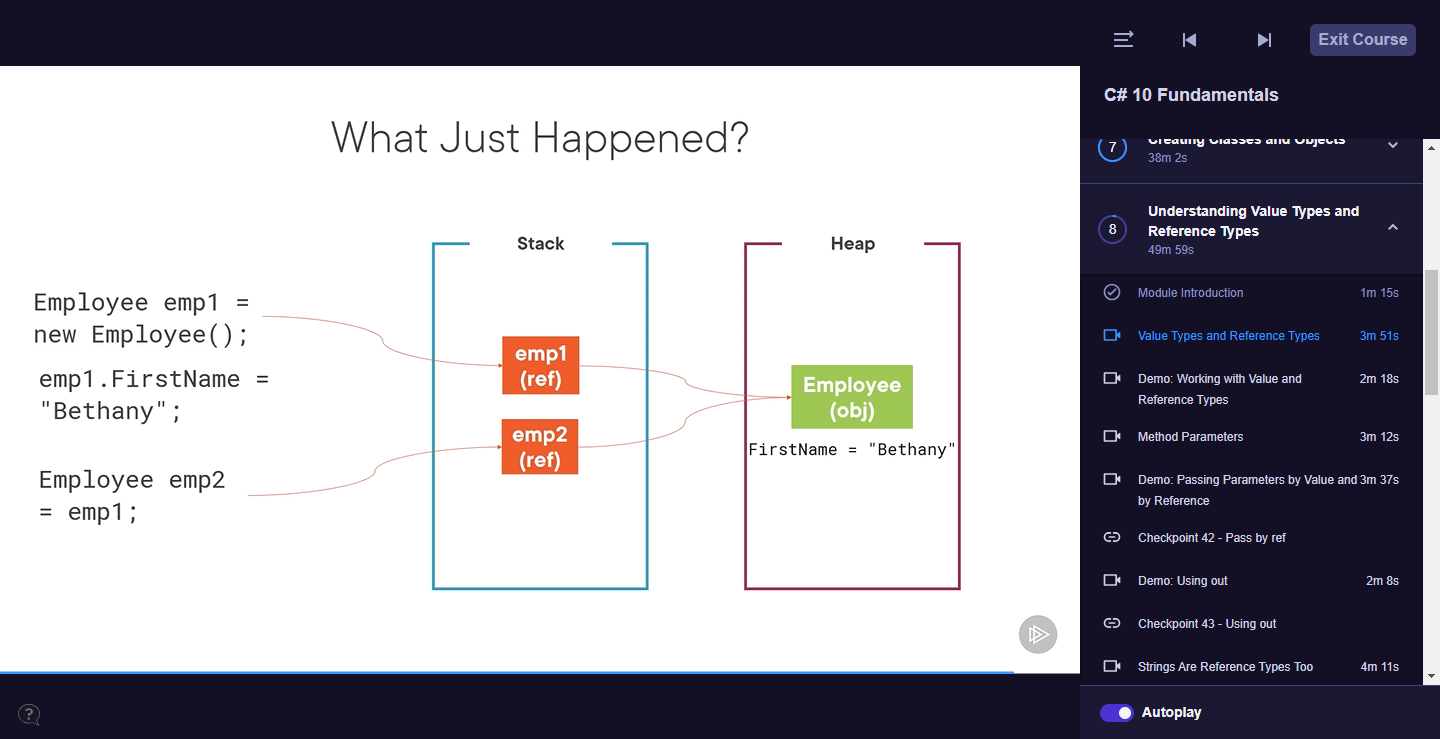 Exit Course
What Just Happened?
Stack
Heap
Employee emp1 =
new Employee();
emp1.FirstName =
"Bethany";
Employee emp2
= emp1;
emp1
(ref)
emp2
(ref)
Employee
(obj)
FirstName = "Bethany"
?
C# 10 Fundamentals
7
Creating Classes and Objects
38m 2s
8
Understanding Value Types and
Reference Types
49m 59s
Module Introduction 1m 15s
Value Types and Reference Types 3m 51s
Demo: Working with Value and 2m 18s
Reference Types
Method Parameters 3m 12s
Demo: Passing Parameters by Value and 3m 37s
by Reference
Checkpoint 42 - Pass by ref
Demo: Using out 2m 8s
Checkpoint 43 - Using out
Strings Are Reference Types Too 4m 11s
Autoplay